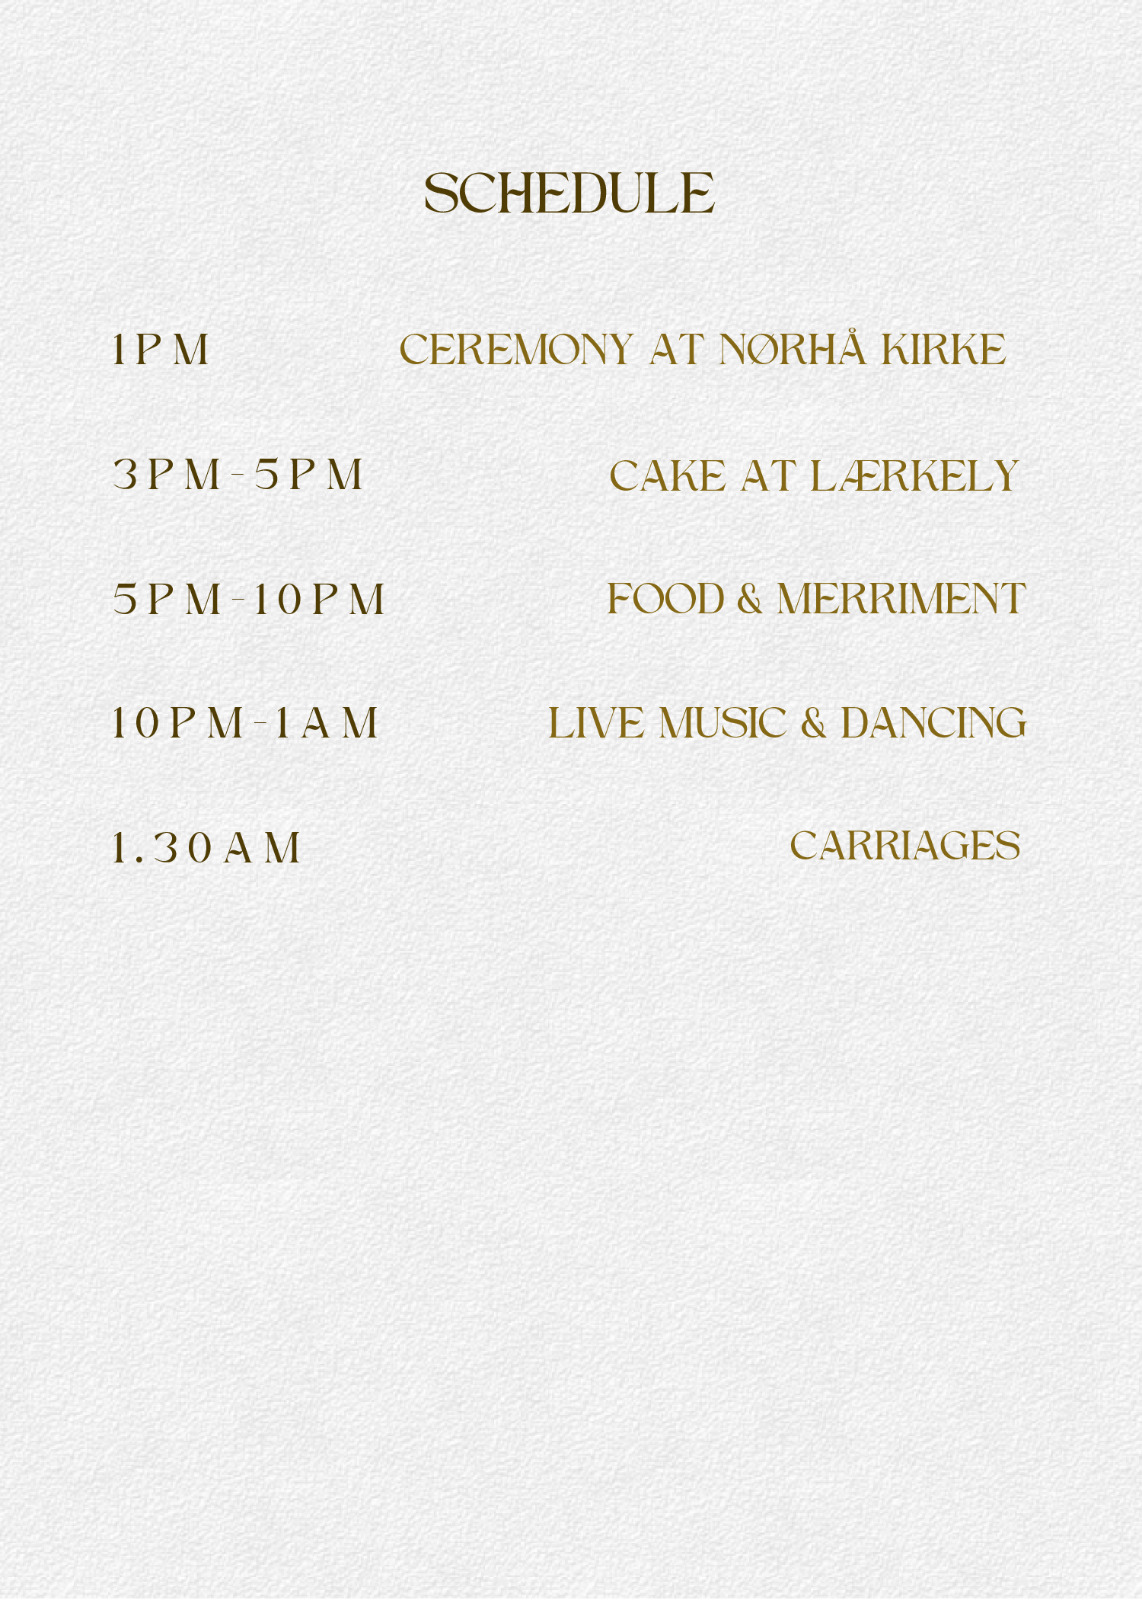 SCHEDULE
1PM CEREMONY AT NØRHÅ KIRKE
3PM-5PM CAKE AT LÆRKELY
5PM-10PM FOOD & MERRIMENT
10PM-1AM LIVE MUSIC & DANCING
1.30AM CARRIAGES